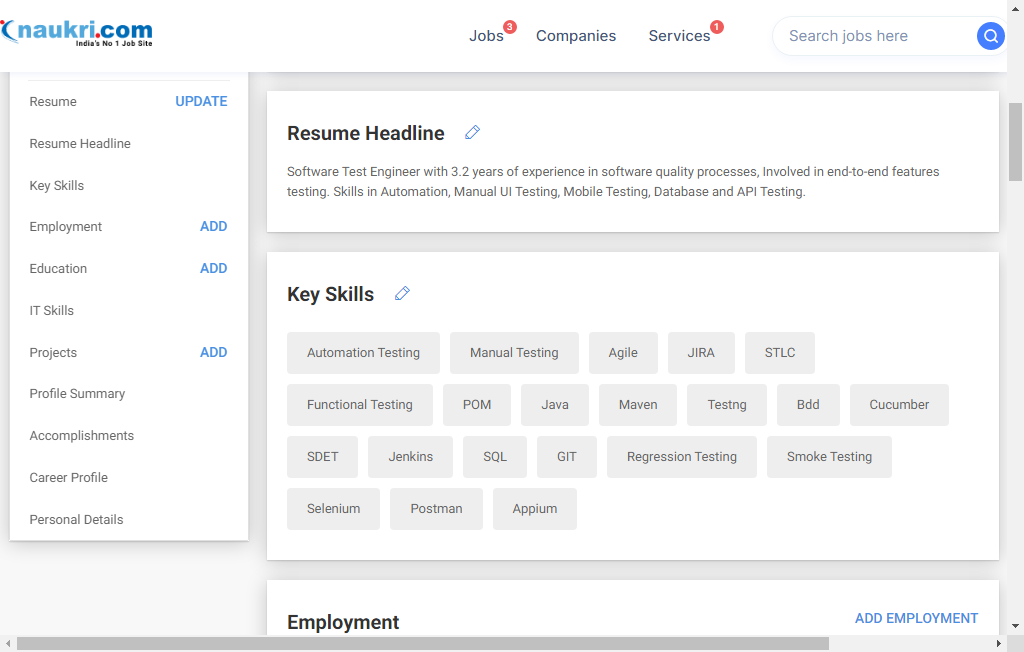 naukri.com
India's No 1 Job Site
Jobs 3 Companies Services 1 Search jobs here
Resume UPDATE
Resume Headline
Key Skills
Employment ADD
Education ADD
IT Skills
Projects ADD
Profile Summary
Accomplishments
Career Profile
Personal Details
Resume Headline
Software Test Engineer with 3.2 years of experience in software quality processes, Involved in end-to-end features
testing. Skills in Automation, Manual UI Testing, Mobile Testing, Database and API Testing.
Key Skills
Automation Testing Manual Testing Agile JIRA STLC
Functional Testing POM Java Maven Testng Bdd Cucumber
SDET Jenkins SQL GIT Regression Testing Smoke Testing
Selenium Postman Appium
Employment ADD EMPLOYMENT